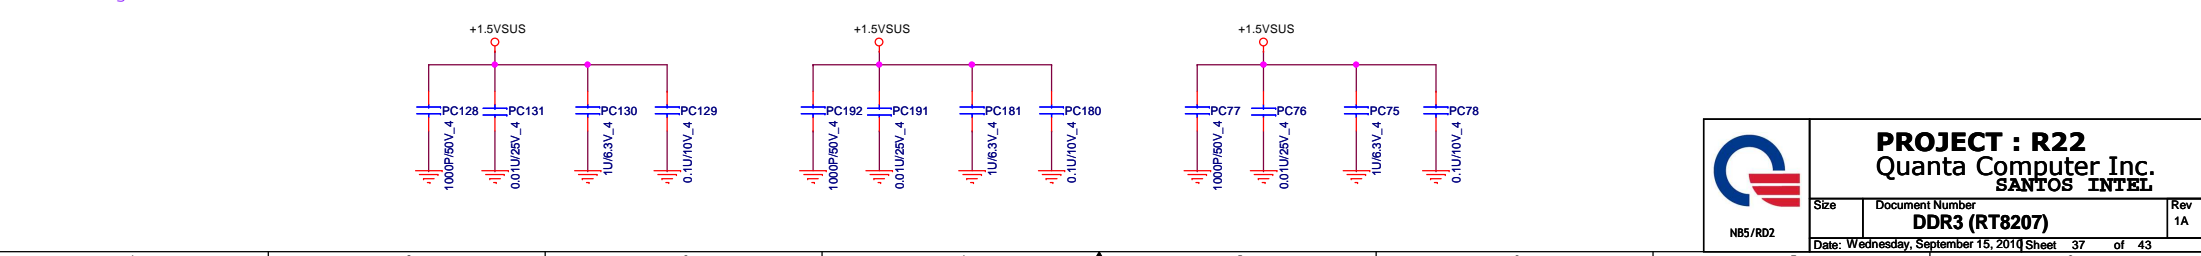 +1.5VSUS +1.5VSUS +1.5VSUS
PC128 PC131 PC130 PC129 PC192 PC191 PC181 PC180 PC77 PC76 PC75 PC78
1000P/50V_4 0.01U/25V_4 1U/6.3V_4 0.1U/10V_4 1000P/50V_4 0.01U/25V_4 1U/6.3V_4 0.1U/10V_4 1000P/50V_4 0.01U/25V_4 1U/6.3V_4 0.1U/10V_4
PROJECT : R22
Quanta Computer Inc.
SANTOS INTEL
Size Document Number Rev
DDR3 (RT8207) 1A
NB5/RD2
Date: Wednesday, September 15, 2010 Sheet 37 of 43